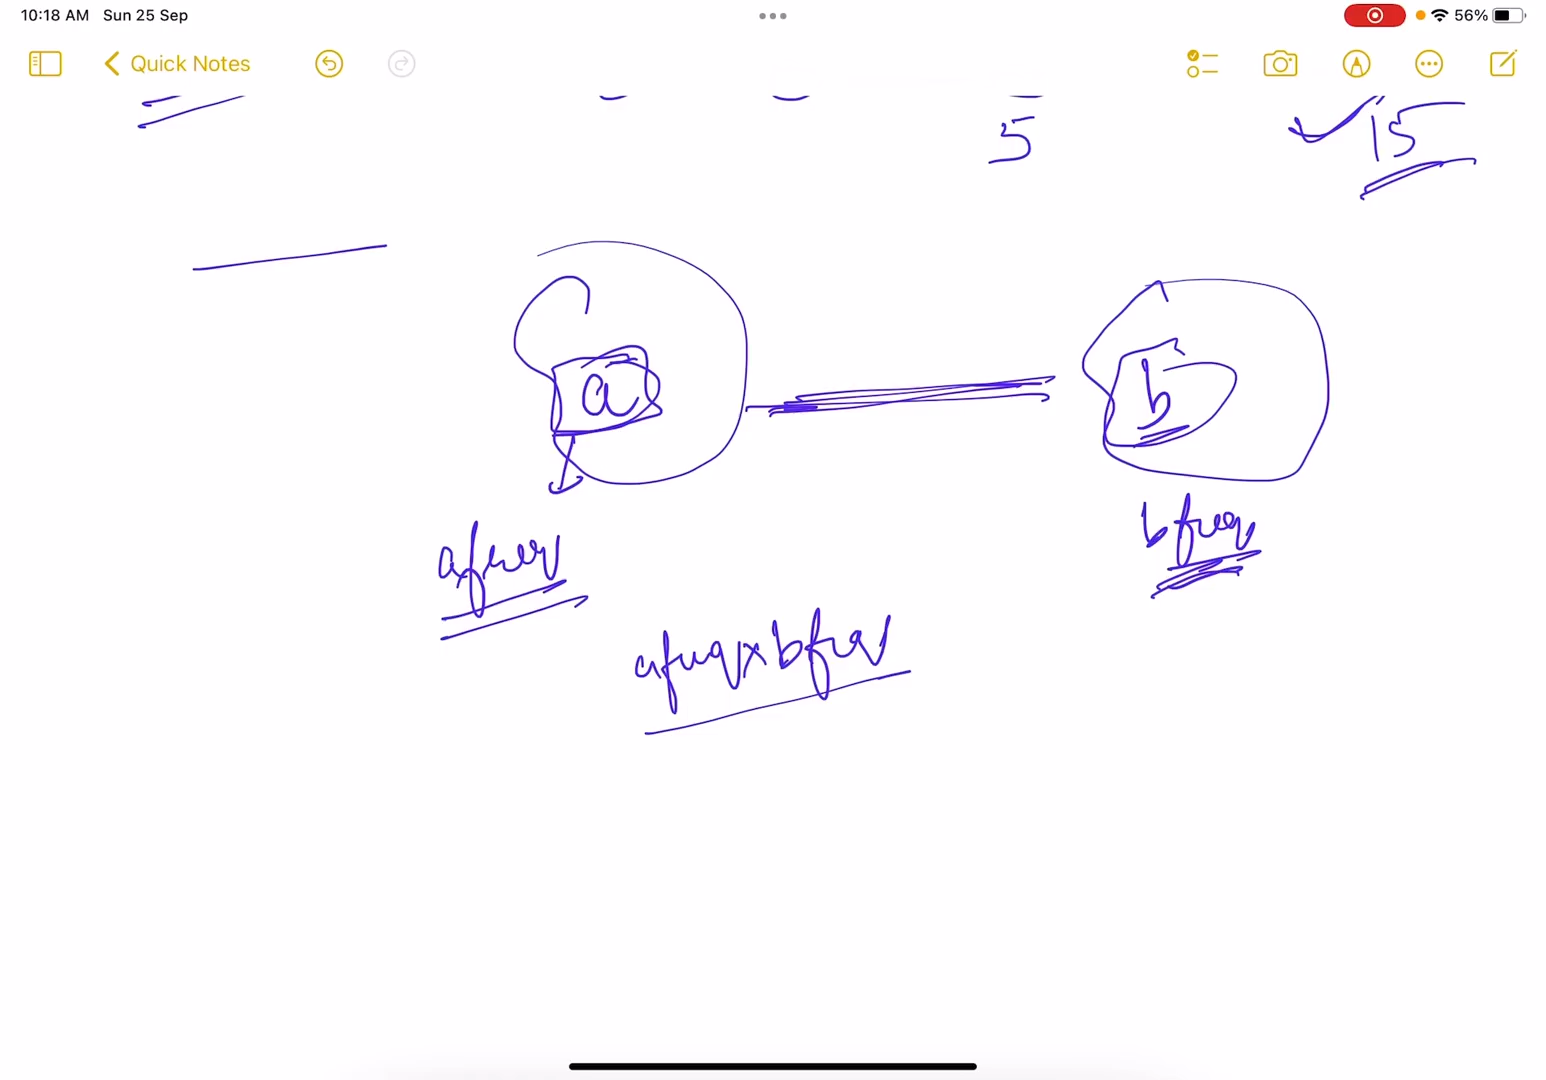 10:18 AM Sun 25 Sep
56%
Quick Notes
5
15
a
b
bfreq
afreq
afreq x bfreq